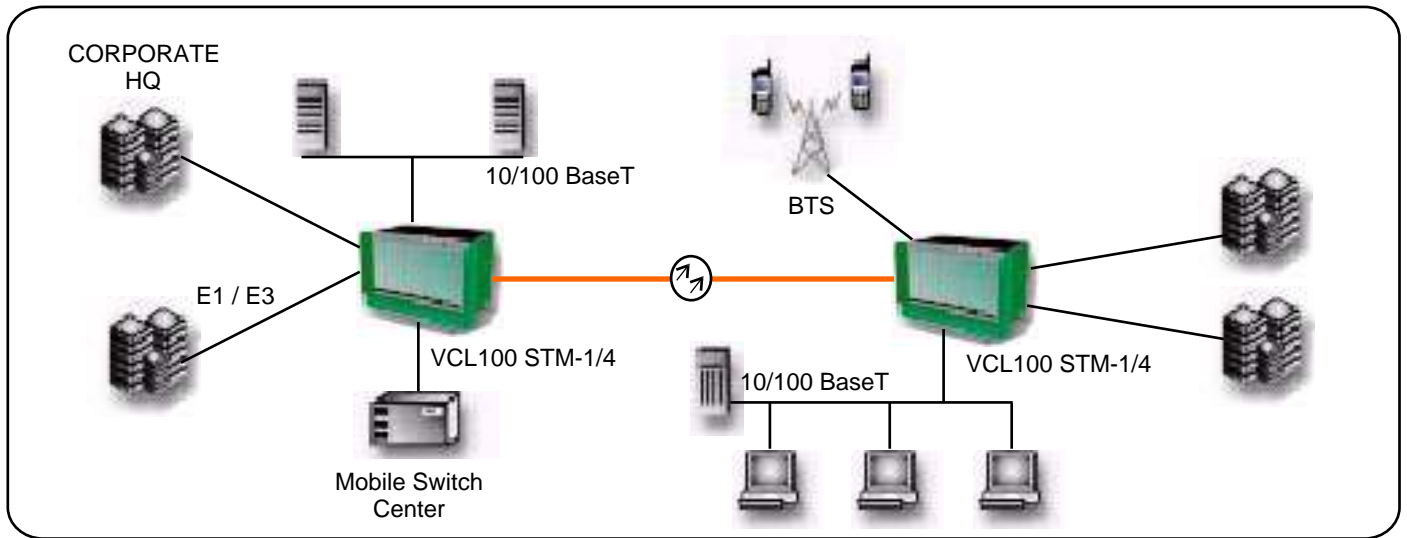 CORPORATE
HQ
10/100 BaseT
BTS
E1 / E3
VCL100 STM-1/4
VCL100 STM-1/4
10/100 BaseT
Mobile Switch
Center